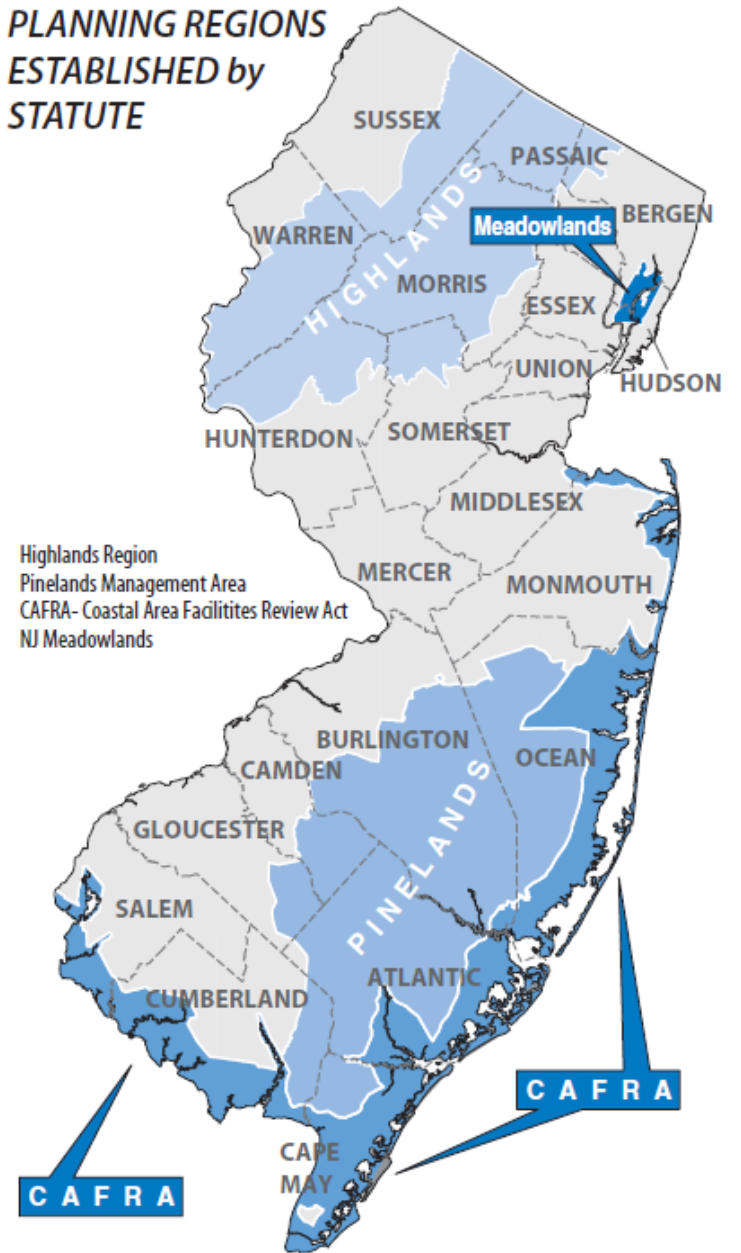 PLANNING REGIONS
ESTABLISHED by
STATUTE
SUSSEX
PASSAIC
BERGEN
Meadowlands
WARREN
HIGHLANDS
MORRIS
ESSEX
UNION
HUDSON
HUNTERDON
SOMERSET
MIDDLESEX
Highlands Region
Pinelands Management Area
CAFRA- Coastal Area Facilitites Review Act
NJ Meadowlands
MERCER
MONMOUTH
BURLINGTON
OCEAN
CAMDEN
GLOUCESTER
PINELANDS
SALEM
ATLANTIC
CUMBERLAND
C A F R A
CAPE
MAY
C A F R A